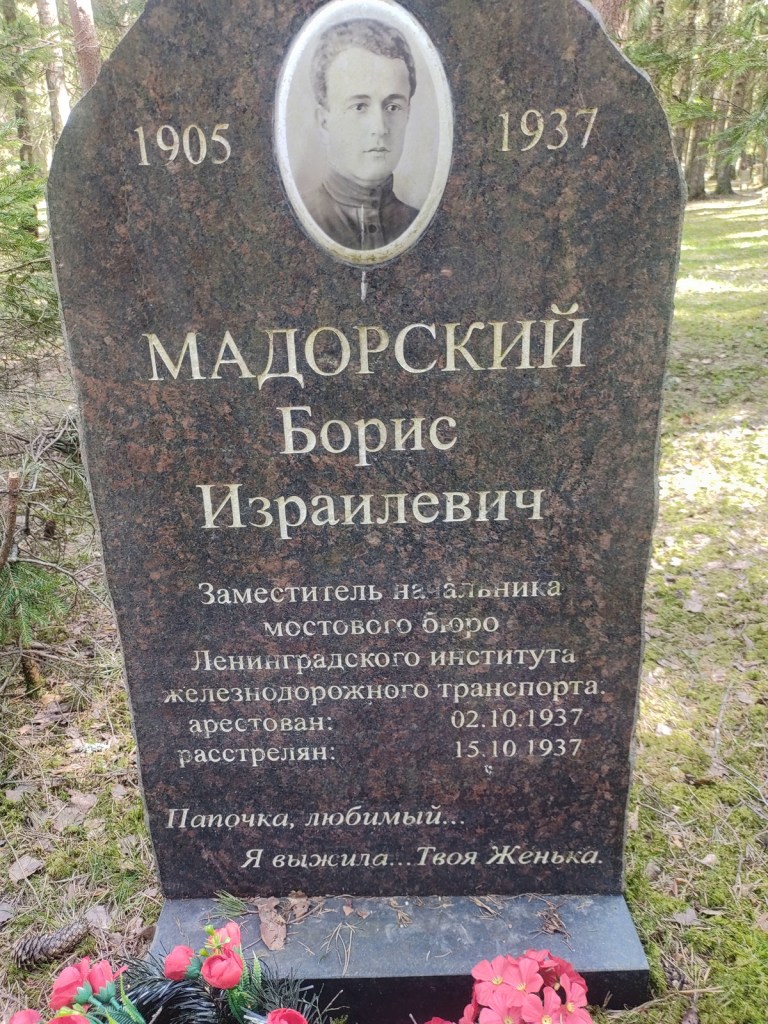 1905 1937
МАДОРСКИЙ
Борис
Израилевич
Заместитель начальника
мостового бюро
Ленинградского института
железнодорожного транспорта.
арестован: 02.10.1937
расстрелян: 15.10 1937
Папочка, любимый...
Я выжила...Твоя Женька.